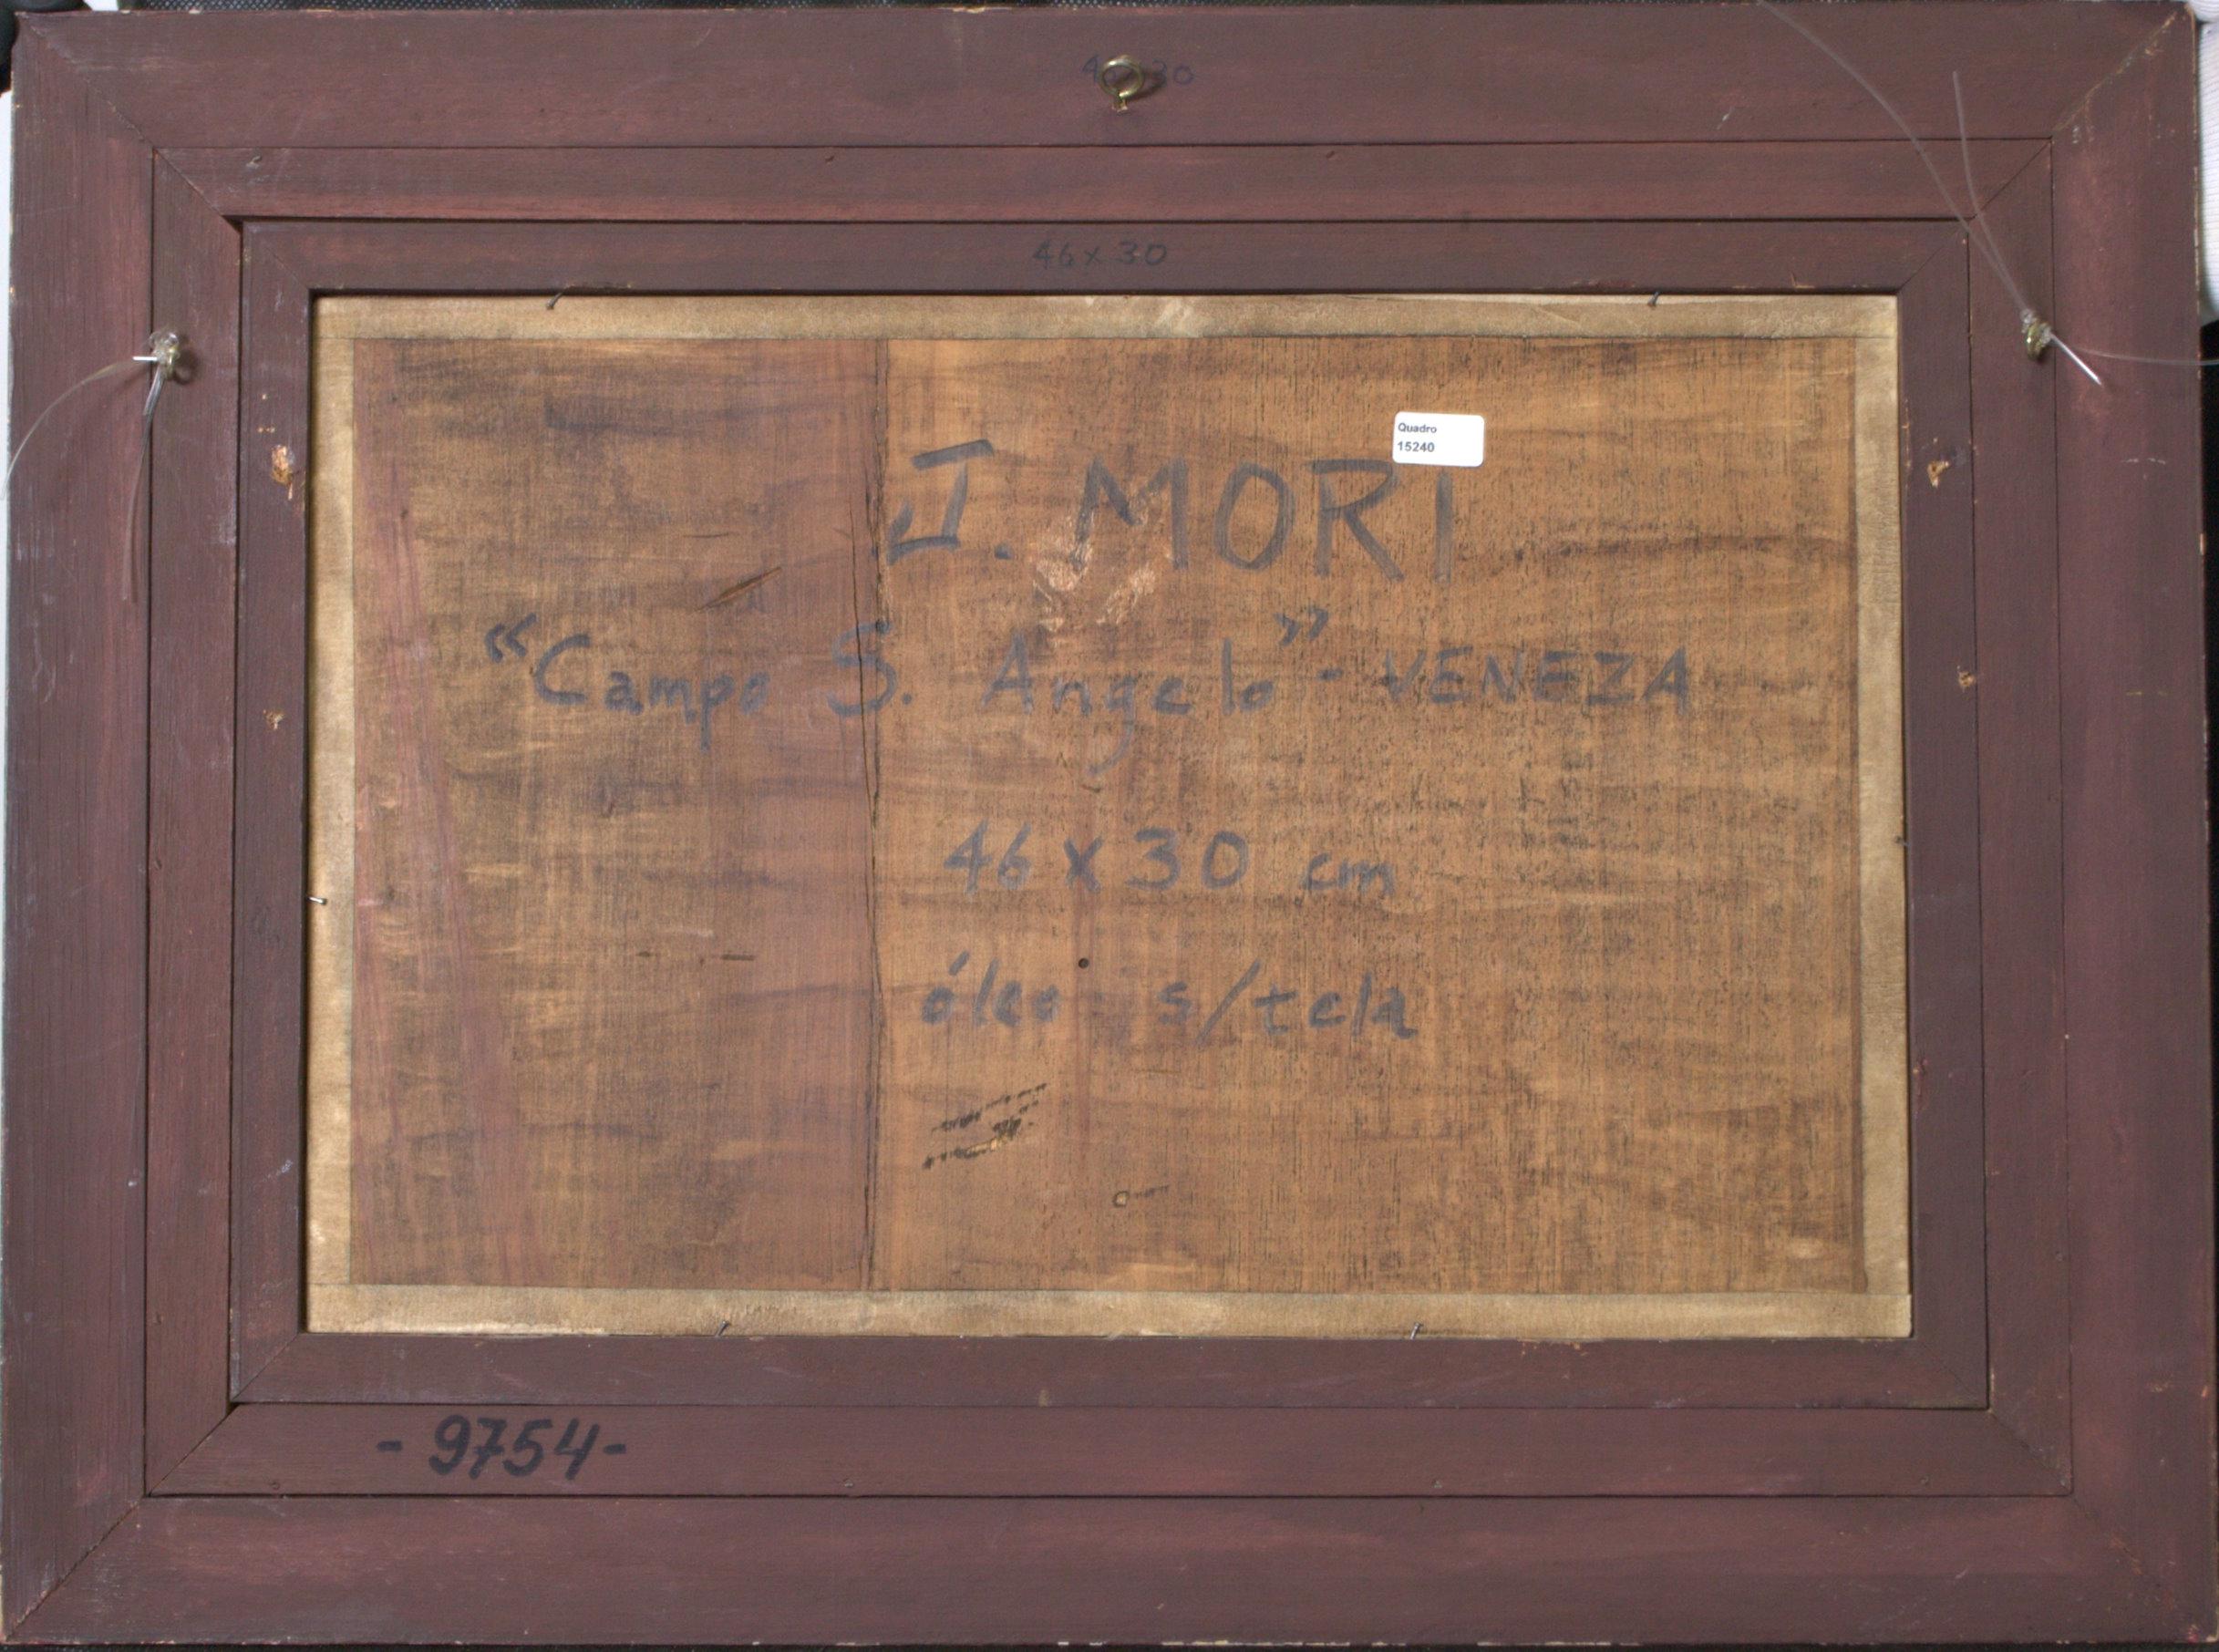 46x30
46x30
Quadro
15240
J. MORI
“Campo S. Angelo” - VENEZA
46 x 30 cm
óleo s/tela
-9754-